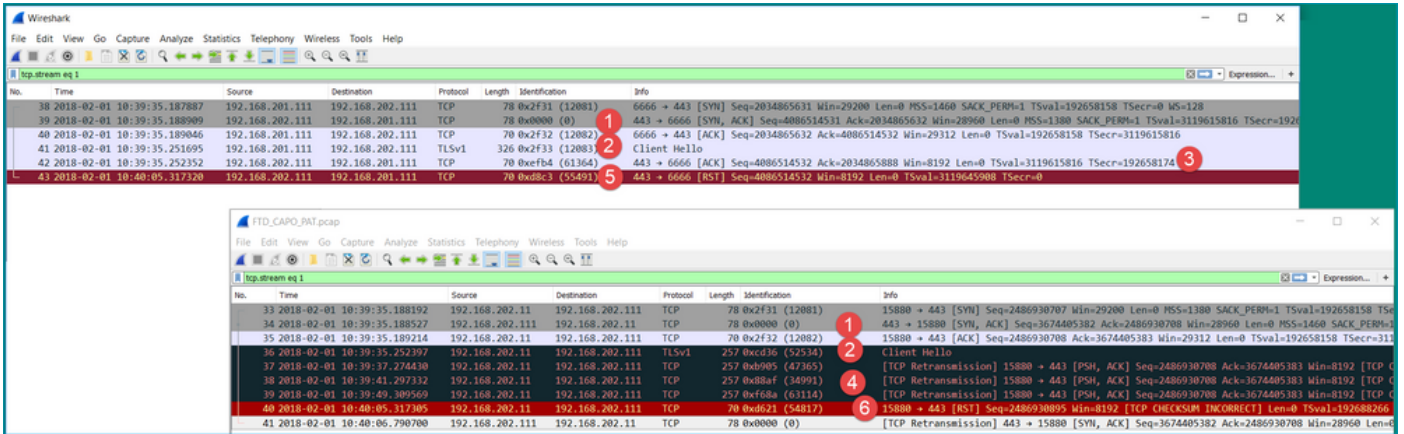 Wireshark
File Edit View Go Capture Analyze Statistics Telephony Wireless Tools Help
tcp.stream eq 1 Expression... +
No. Time Source Destination Protocol Length Identification Info
38 2018-02-01 10:39:35.187887 192.168.201.111 192.168.202.111 TCP 78 0x2f31 (12081) 6666 → 443 [SYN] Seq=2034865631 Win=29200 Len=0 MSS=1460 SACK_PERM=1 TSval=192658158 TSecr=0 WS=128
39 2018-02-01 10:39:35.188909 192.168.202.111 192.168.201.111 TCP 78 0x0000 (0) 1 443 → 6666 [SYN, ACK] Seq=4086514531 Ack=2034865632 Win=28960 Len=0 MSS=1380 SACK_PERM=1 TSval=3119615816 TSecr=1926
40 2018-02-01 10:39:35.189046 192.168.201.111 192.168.202.111 TCP 70 0x2f32 (12082) 6666 → 443 [ACK] Seq=2034865632 Ack=4086514532 Win=29312 Len=0 TSval=192658158 TSecr=3119615816
41 2018-02-01 10:39:35.251695 192.168.201.111 192.168.202.111 TLSv1 326 0x2f33 (12083) 2 Client Hello
42 2018-02-01 10:39:35.252352 192.168.202.111 192.168.201.111 TCP 70 0xefb4 (61364) 443 → 6666 [ACK] Seq=4086514532 Ack=2034865888 Win=8192 Len=0 TSval=3119615816 TSecr=192658174 3
43 2018-02-01 10:40:05.317320 192.168.202.111 192.168.201.111 TCP 70 0xd8c3 (55491) 5 443 → 6666 [RST] Seq=4086514532 Win=8192 Len=0 TSval=3119645908 TSecr=0
FTD_CAPO_PAT.pcap
File Edit View Go Capture Analyze Statistics Telephony Wireless Tools Help
tcp.stream eq 1 Expression... +
No. Time Source Destination Protocol Length Identification Info
33 2018-02-01 10:39:35.188192 192.168.202.11 192.168.202.111 TCP 78 0x2f31 (12081) 15880 → 443 [SYN] Seq=2486930707 Win=29200 Len=0 MSS=1380 SACK_PERM=1 TSval=192658158 TSe
34 2018-02-01 10:39:35.188527 192.168.202.111 192.168.202.11 TCP 78 0x0000 (0) 1 443 → 15880 [SYN, ACK] Seq=3674405382 Ack=2486930708 Win=28960 Len=0 MSS=1460 SACK_PERM=1
35 2018-02-01 10:39:35.189214 192.168.202.11 192.168.202.111 TCP 70 0x2f32 (12082) 15880 → 443 [ACK] Seq=2486930708 Ack=3674405383 Win=29312 Len=0 TSval=192658158 TSecr=311
36 2018-02-01 10:39:35.252397 192.168.202.11 192.168.202.111 TLSv1 257 0xcd36 (52534) 2 Client Hello
37 2018-02-01 10:39:37.274430 192.168.202.11 192.168.202.111 TCP 257 0xb905 (47365) [TCP Retransmission] 15880 → 443 [PSH, ACK] Seq=2486930708 Ack=3674405383 Win=8192 [TCP C
38 2018-02-01 10:39:41.297332 192.168.202.11 192.168.202.111 TCP 257 0x88af (34991) 4 [TCP Retransmission] 15880 → 443 [PSH, ACK] Seq=2486930708 Ack=3674405383 Win=8192 [TCP C
39 2018-02-01 10:39:49.309569 192.168.202.11 192.168.202.111 TCP 257 0xf68a (63114) [TCP Retransmission] 15880 → 443 [PSH, ACK] Seq=2486930708 Ack=3674405383 Win=8192 [TCP C
40 2018-02-01 10:40:05.317305 192.168.202.11 192.168.202.111 TCP 70 0xd621 (54817) 6 15880 → 443 [RST] Seq=2486930895 Win=8192 [TCP CHECKSUM INCORRECT] Len=0 TSval=192688266
41 2018-02-01 10:40:06.790700 192.168.202.111 192.168.202.11 TCP 78 0x0000 (0) [TCP Retransmission] 443 → 15880 [SYN, ACK] Seq=3674405382 Ack=2486930708 Win=28960 Len=0